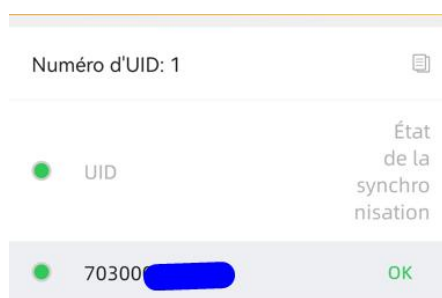 Numéro d'UID: 1
État
de la
UID
synchro
nisation
70300
OK